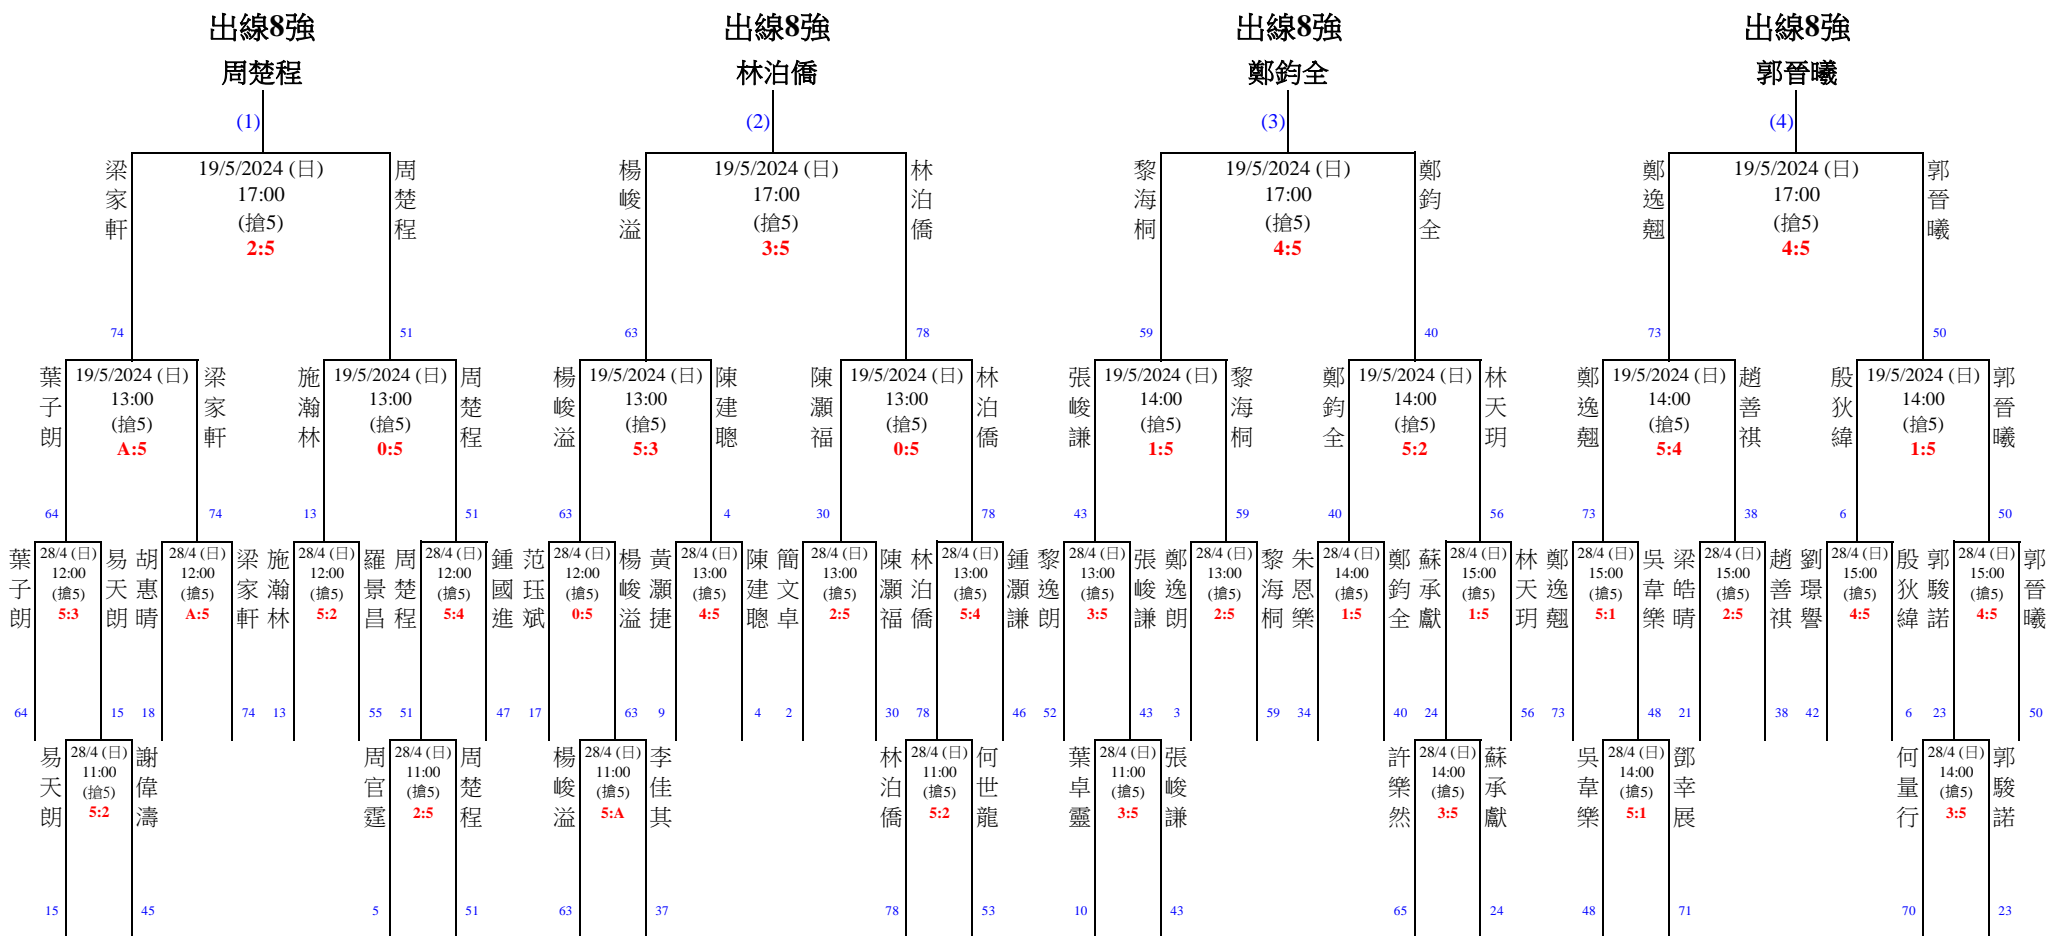 出線8強
出線8強
出線8強
出線8強
周楚程
林泊僑
鄭鈞全
郭晉曦
(1)
(2)
(3)
(4)
梁家軒
19/5/2024 (日)
17:00
(搶5)
2:5
周楚程
楊峻溢
19/5/2024 (日)
17:00
(搶5)
3:5
林泊僑
黎海桐
19/5/2024 (日)
17:00
(搶5)
4:5
鄭鈞全
鄭逸翹
19/5/2024 (日)
17:00
(搶5)
4:5
郭晉曦
74
51
63
78
59
40
73
50
葉子朗
19/5/2024 (日)
13:00
(搶5)
A:5
梁家軒
施瀚林
19/5/2024 (日)
13:00
(搶5)
0:5
周楚程
楊峻溢
19/5/2024 (日)
13:00
(搶5)
5:3
陳建聰
陳灝福
19/5/2024 (日)
13:00
(搶5)
0:5
林泊僑
張峻謙
19/5/2024 (日)
14:00
(搶5)
1:5
黎海桐
鄭鈞全
19/5/2024 (日)
14:00
(搶5)
5:2
林天玥
鄭逸翹
19/5/2024 (日)
14:00
(搶5)
5:4
趙善祺
殷狄緯
19/5/2024 (日)
14:00
(搶5)
1:5
郭晉曦
64
74
13
51
63
4
30
78
43
59
40
56
73
38
6
50
葉子朗
28/4 (日)
12:00
(搶5)
5:3
易天朗
胡惠晴
28/4 (日)
12:00
(搶5)
A:5
梁家軒
施瀚林
28/4 (日)
12:00
(搶5)
5:2
羅景昌
周楚程
28/4 (日)
12:00
(搶5)
5:4
鍾國進
范珏斌
28/4 (日)
12:00
(搶5)
0:5
楊峻溢
黃灝捷
28/4 (日)
13:00
(搶5)
4:5
陳建聰
簡文卓
28/4 (日)
13:00
(搶5)
2:5
陳灝福
林泊僑
28/4 (日)
13:00
(搶5)
5:4
鍾灝謙
黎逸朗
28/4 (日)
13:00
(搶5)
3:5
張峻謙
鄭逸朗
28/4 (日)
13:00
(搶5)
2:5
黎海桐
朱恩樂
28/4 (日)
14:00
(搶5)
1:5
鄭鈞全
蘇承獻
28/4 (日)
15:00
(搶5)
1:5
林天玥
鄭逸翹
28/4 (日)
15:00
(搶5)
5:1
吳韋樂
梁皓晴
28/4 (日)
15:00
(搶5)
2:5
趙善祺
劉璟譽
28/4 (日)
15:00
(搶5)
4:5
殷狄緯
郭駿諾
28/4 (日)
15:00
(搶5)
4:5
郭晉曦
64
15
18
74
13
55
51
47
17
63
9
4
2
30
78
46
52
43
3
59
34
40
24
56
73
48
21
38
42
6
23
50
易天朗
28/4 (日)
11:00
(搶5)
5:2
謝偉濤
周官霆
28/4 (日)
11:00
(搶5)
2:5
周楚程
楊峻溢
28/4 (日)
11:00
(搶5)
5:A
李佳其
林泊僑
28/4 (日)
11:00
(搶5)
5:2
何世龍
葉卓靈
28/4 (日)
11:00
(搶5)
3:5
張峻謙
許樂然
28/4 (日)
14:00
(搶5)
3:5
蘇承獻
吳韋樂
28/4 (日)
14:00
(搶5)
5:1
鄧幸展
何量行
28/4 (日)
14:00
(搶5)
3:5
郭駿諾
15
45
5
51
63
37
78
53
10
43
65
24
48
71
70
23